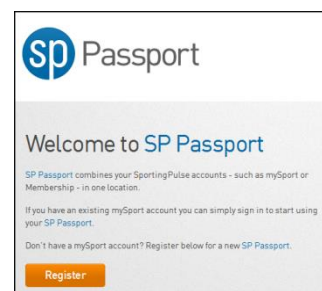 sp Passport
Welcome to SP Passport
SP Passport combines your SportingPulse accounts - such as mySport or
Membership - in one location.
If you have an existing mySport account you can simply sign in to start using
your SP Passport.
Don't have a mySport account? Register below for a new SP Passport.
Register